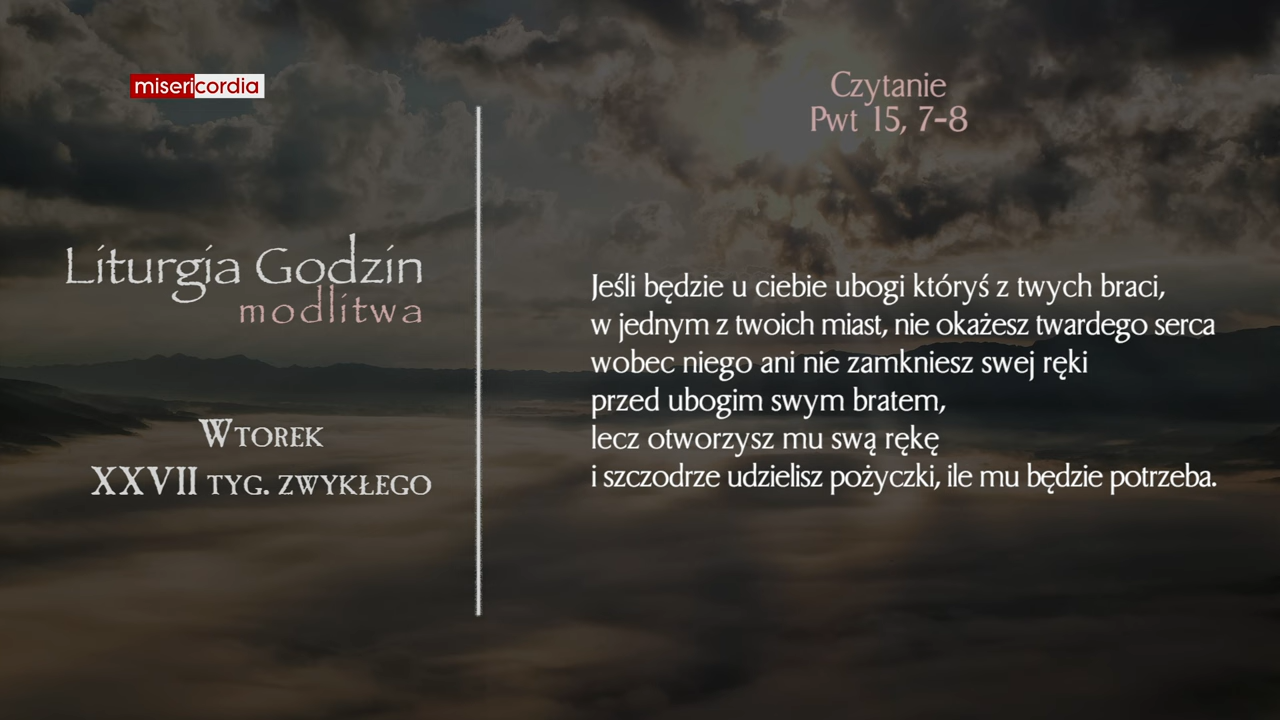 misericordia
Liturgia Godzin
modlitwa
Wtorek
XXVII tyg. zwykłego
Czytanie
Pwt 15, 7-8
Jeśli będzie u ciebie ubogi któryś z twych braci,
w jednym z twoich miast, nie okażesz twardego serca
wobec niego ani nie zamkniesz swej ręki
przed ubogim swym bratem,
lecz otworzysz mu swą rękę
i szczodrze udzielisz pożyczki, ile mu będzie potrzeba.